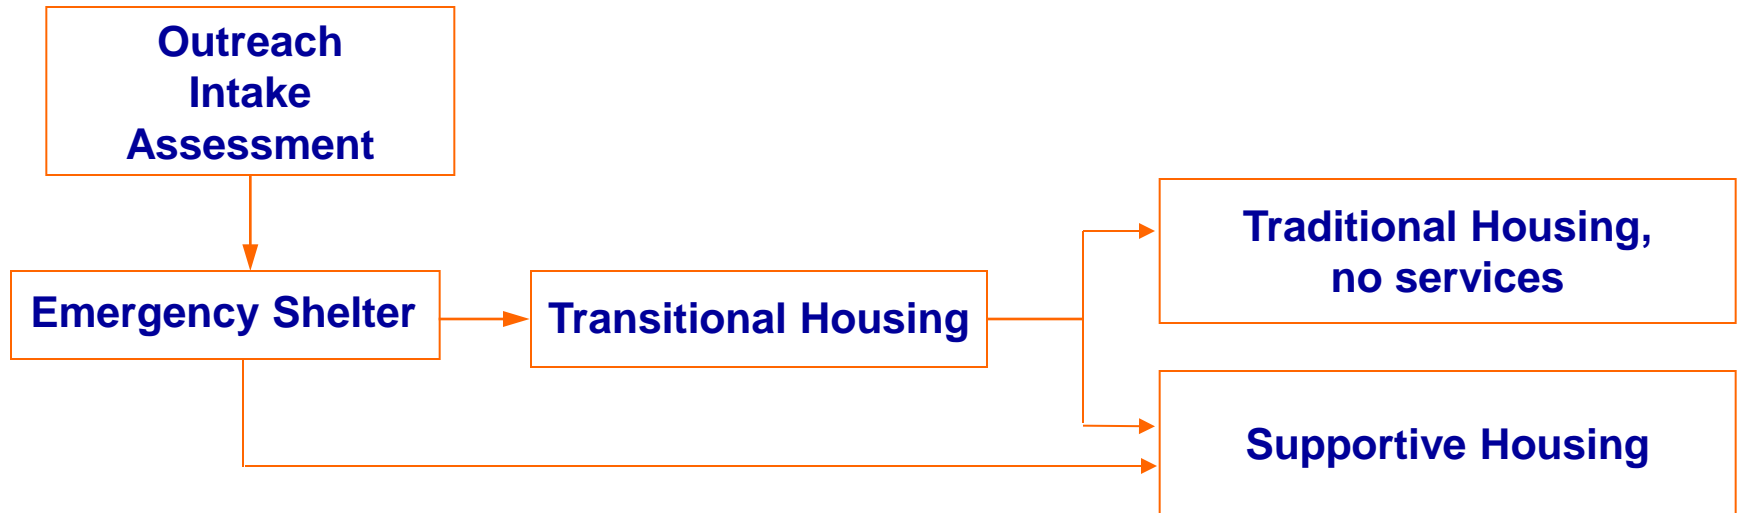 Outreach
Intake
Assessment
Emergency Shelter
Transitional Housing
Traditional Housing,
no services
Supportive Housing